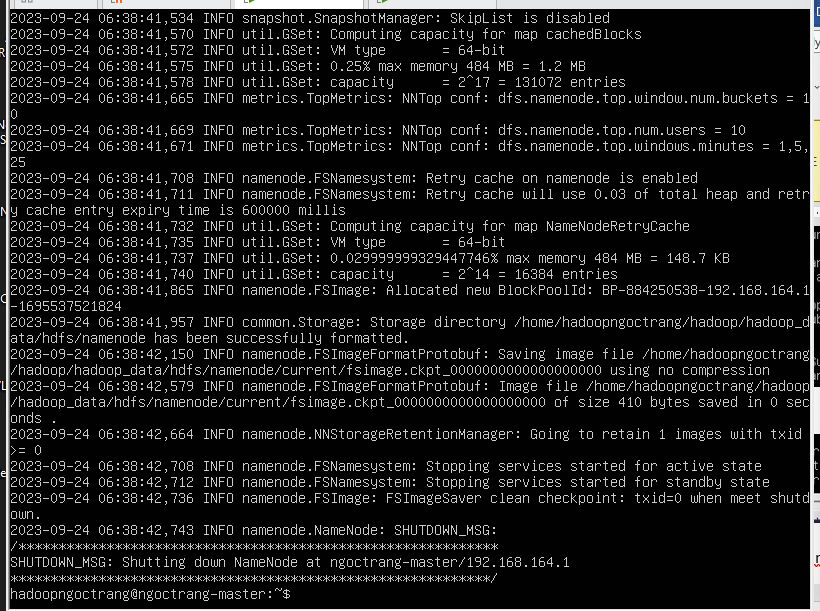 2023-09-24 06:38:41,534 INFO snapshot.SnapshotManager: SkipList is disabled
2023-09-24 06:38:41,569 INFO util.GSet: Computing capacity for map cachedBlocks
2023-09-24 06:38:41,572 INFO util.GSet: VM type       = 64-bit
2023-09-24 06:38:41,575 INFO util.GSet: 0.25% max memory 484 MB = 1.2 MB
2023-09-24 06:38:41,578 INFO util.GSet: capacity      = 2^17 = 131072 entries
2023-09-24 06:38:41,665 INFO metrics.TopMetrics: NNTop conf: dfs.namenode.top.window.num.buckets = 1
0
2023-09-24 06:38:41,669 INFO metrics.TopMetrics: NNTop conf: dfs.namenode.top.num.users = 10
2023-09-24 06:38:41,671 INFO metrics.TopMetrics: NNTop conf: dfs.namenode.top.windows.minutes = 1,5,
25
2023-09-24 06:38:41,708 INFO namenode.FSNamesystem: Retry cache on namenode is enabled
2023-09-24 06:38:41,711 INFO namenode.FSNamesystem: Retry cache will use 0.03 of total heap and retr
y cache entry expiry time is 600000 millis
2023-09-24 06:38:41,732 INFO util.GSet: Computing capacity for map NameNodeRetryCache
2023-09-24 06:38:41,735 INFO util.GSet: VM type       = 64-bit
2023-09-24 06:38:41,737 INFO util.GSet: 0.029999999329447746% max memory 484 MB = 148.7 KB
2023-09-24 06:38:41,740 INFO util.GSet: capacity      = 2^14 = 16384 entries
2023-09-24 06:38:41,865 INFO namenode.FSImage: Allocated new BlockPoolId: BP-884250538-192.168.164.1
-1695537521824
2023-09-24 06:38:41,957 INFO common.Storage: Storage directory /home/hadoopngoctrang/hadoop/hadoop_d
ata/hdfs/namenode has been successfully formatted.
2023-09-24 06:38:42,150 INFO namenode.FSImageFormatProtobuf: Saving image file /home/hadoopngoctrang
/hadoop/hadoop_data/hdfs/namenode/current/fsimage.ckpt_0000000000000000000 using no compression
2023-09-24 06:38:42,579 INFO namenode.FSImageFormatProtobuf: Image file /home/hadoopngoctrang/hadoop
/hadoop_data/hdfs/namenode/current/fsimage.ckpt_0000000000000000000 of size 410 bytes saved in 0 sec
onds .
2023-09-24 06:38:42,664 INFO namenode.NNStorageRetentionManager: Going to retain 1 images with txid
>= 0
2023-09-24 06:38:42,708 INFO namenode.FSNamesystem: Stopping services started for active state
2023-09-24 06:38:42,712 INFO namenode.FSNamesystem: Stopping services started for standby state
2023-09-24 06:38:42,736 INFO namenode.FSImage: FSImageSaver clean checkpoint: txid=0 when meet shutd
own.
2023-09-24 06:38:42,743 INFO namenode.NameNode: SHUTDOWN_MSG:
/************************************************************
SHUTDOWN_MSG: Shutting down NameNode at ngoctrang-master/192.168.164.1
************************************************************/
hadoopngoctrang@ngoctrang-master:~$